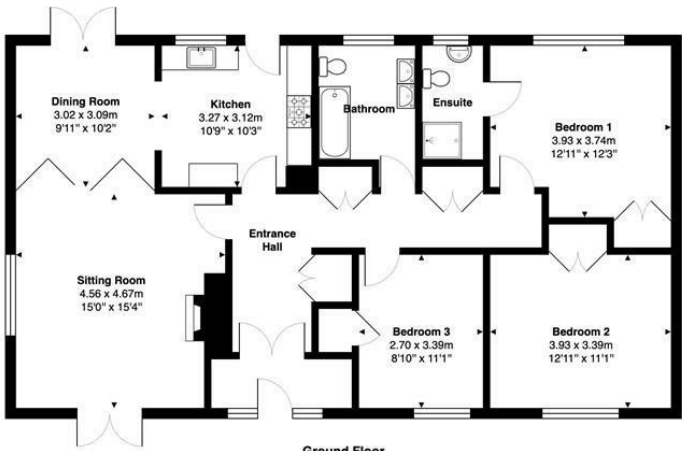 Dining Room
3.02 x 3.09m
9'11" x 10'2"
Kitchen
3.27 x 3.12m
10'9" x 10'3"
Bathroom
Ensuite
Bedroom 1
3.93 x 3.74m
12'11" x 12'3"
Entrance
Hall
Sitting Room
4.56 x 4.67m
15'0" x 15'4"
Bedroom 3
2.70 x 3.39m
8'10" x 11'1"
Bedroom 2
3.93 x 3.39m
12'11" x 11'1"
Ground Floor